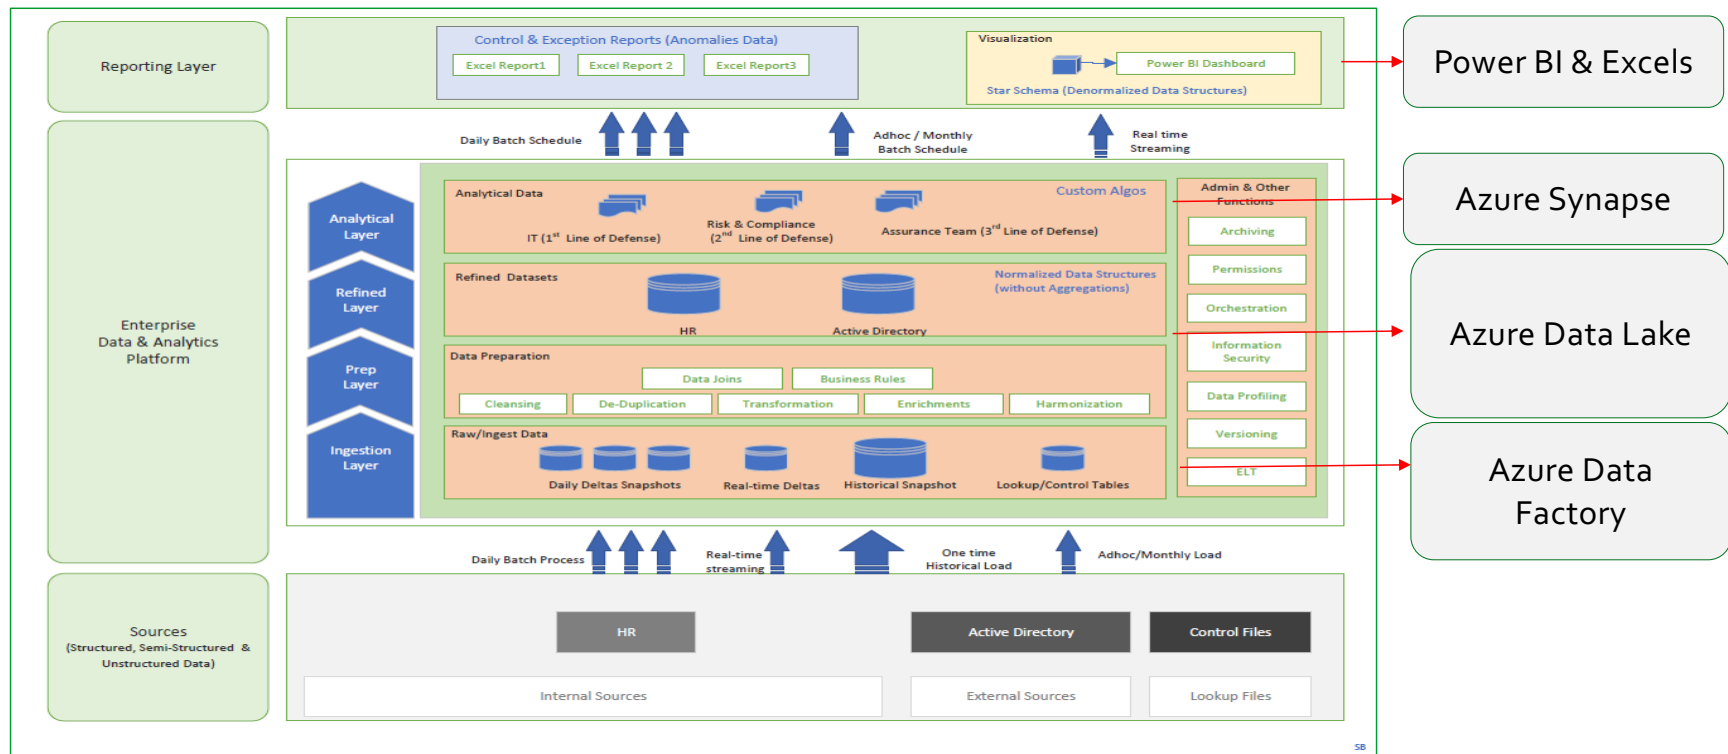 Reporting Layer
Control & Exception Reports (Anomalies Data)
Excel Report1
Excel Report 2
Excel Report3
Visualization
Power BI Dashboard
Star Schema (Denormalized Data Structures)
Power BI & Excels
Daily Batch Schedule
Adhoc / Monthly
Batch Schedule
Real time
Streaming
Enterprise
Data & Analytics
Platform
Analytical
Layer
Refined
Layer
Prep
Layer
Ingestion
Layer
Analytical Data
Custom Algos
IT (1st Line of Defense)
Risk & Compliance
(2nd Line of Defense)
Assurance Team (3rd Line of Defense)
Refined Datasets
Normalized Data Structures
(without Aggregations)
HR
Active Directory
Data Preparation
Data Joins
Business Rules
Cleansing
De-Duplication
Transformation
Enrichments
Harmonization
Raw/Ingest Data
Daily Deltas Snapshots
Real-time Deltas
Historical Snapshot
Lookup/Control Tables
Admin & Other
Functions
Archiving
Permissions
Orchestration
Information
Security
Data Profiling
Versioning
ELT
Azure Synapse
Azure Data Lake
Azure Data
Factory
Daily Batch Process
Real-time
streaming
One time
Historical Load
Adhoc/Monthly Load
Sources
(Structured, Semi-Structured &
Unstructured Data)
HR
Active Directory
Control Files
Internal Sources
External Sources
Lookup Files
SB